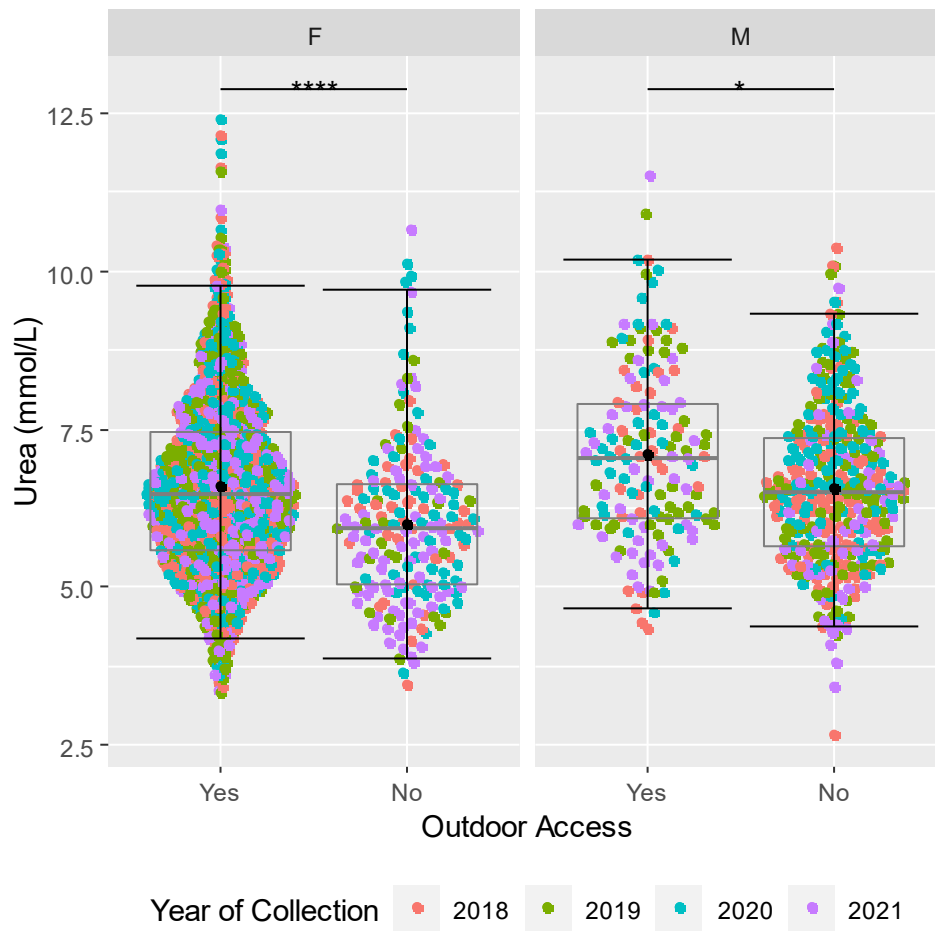 F
M
****
*
Urea (mmol/L)
12.5
10.0
7.5
5.0
2.5
Yes
No
Yes
No
Outdoor Access
Year of Collection
2018
2019
2020
2021